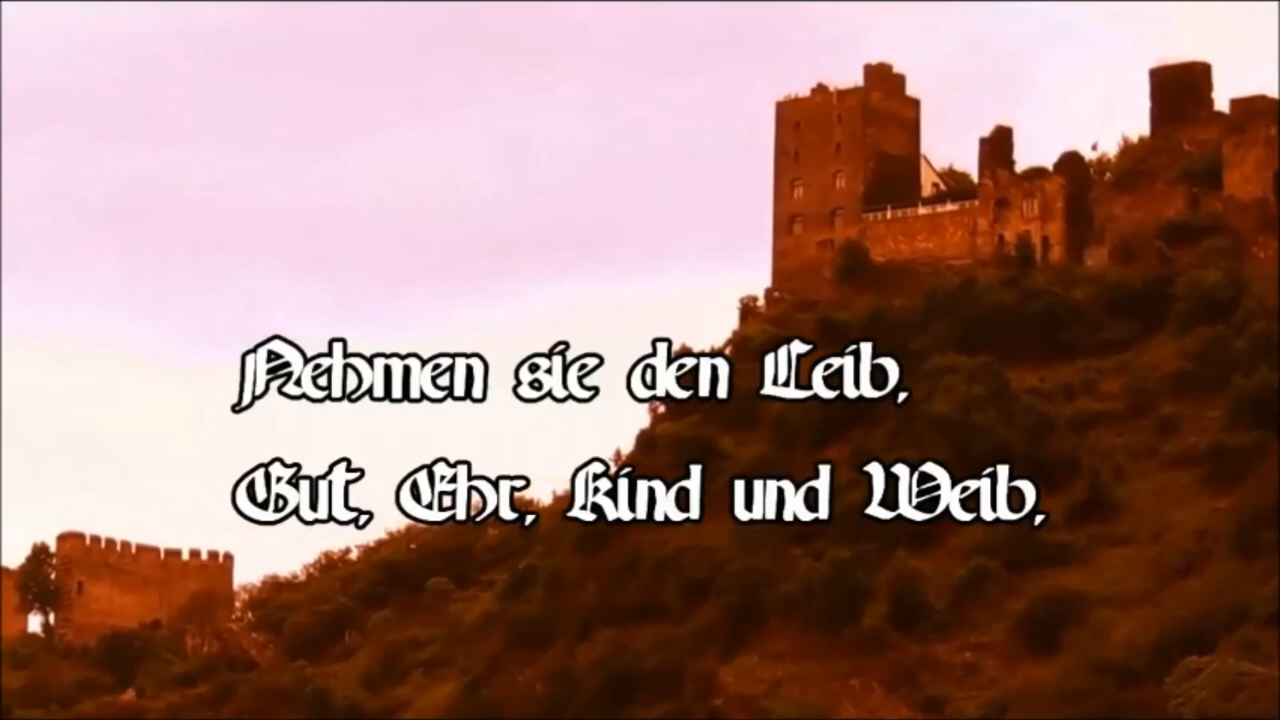 Nehmen sie den Leib,
Gut, Ehr, Kind und Weib,